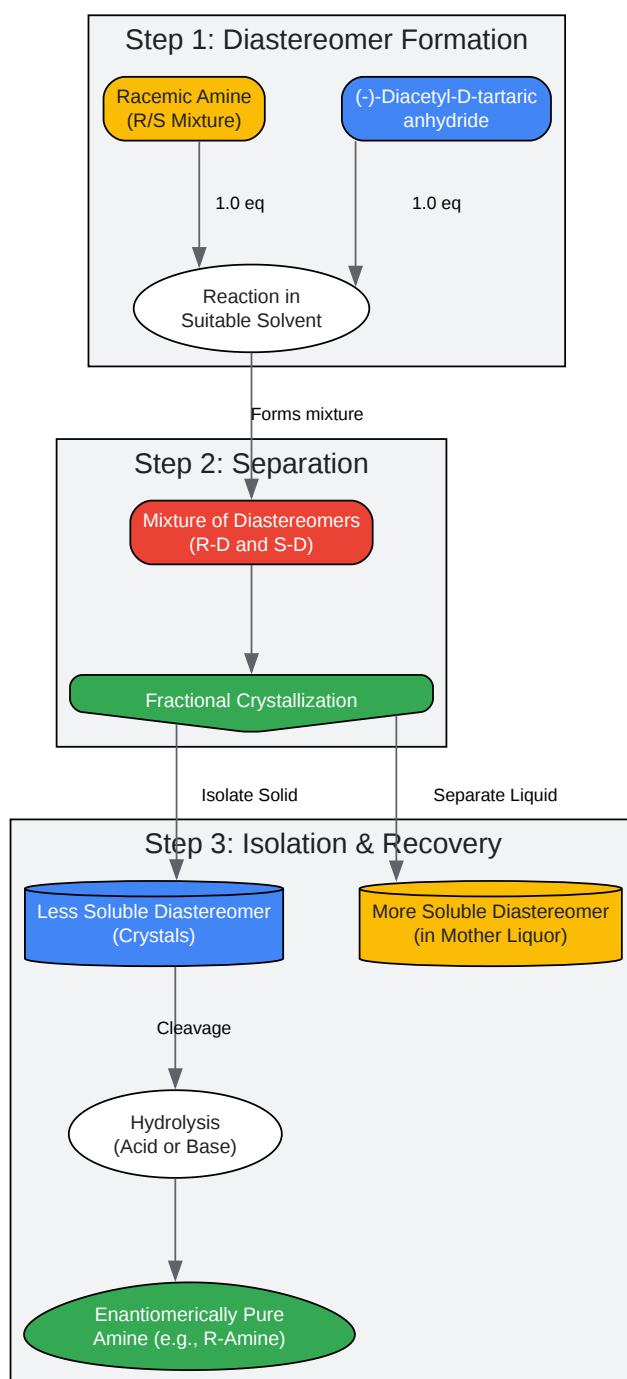 Step 1: Diastereomer Formation
Racemic Amine
(R/S Mixture)
(-)-Diacetyl-D-tartaric
anhydride
1.0 eq
1.0 eq
Reaction in
Suitable Solvent
Forms mixture
Step 2: Separation
Mixture of Diastereomers
(R-D and S-D)
Fractional Crystallization
Isolate Solid
Separate Liquid
Step 3: Isolation & Recovery
Less Soluble Diastereomer
(Crystals)
More Soluble Diastereomer
(in Mother Liquor)
Cleavage
Hydrolysis
(Acid or Base)
Enantiomerically Pure
Amine (e.g., R-Amine)